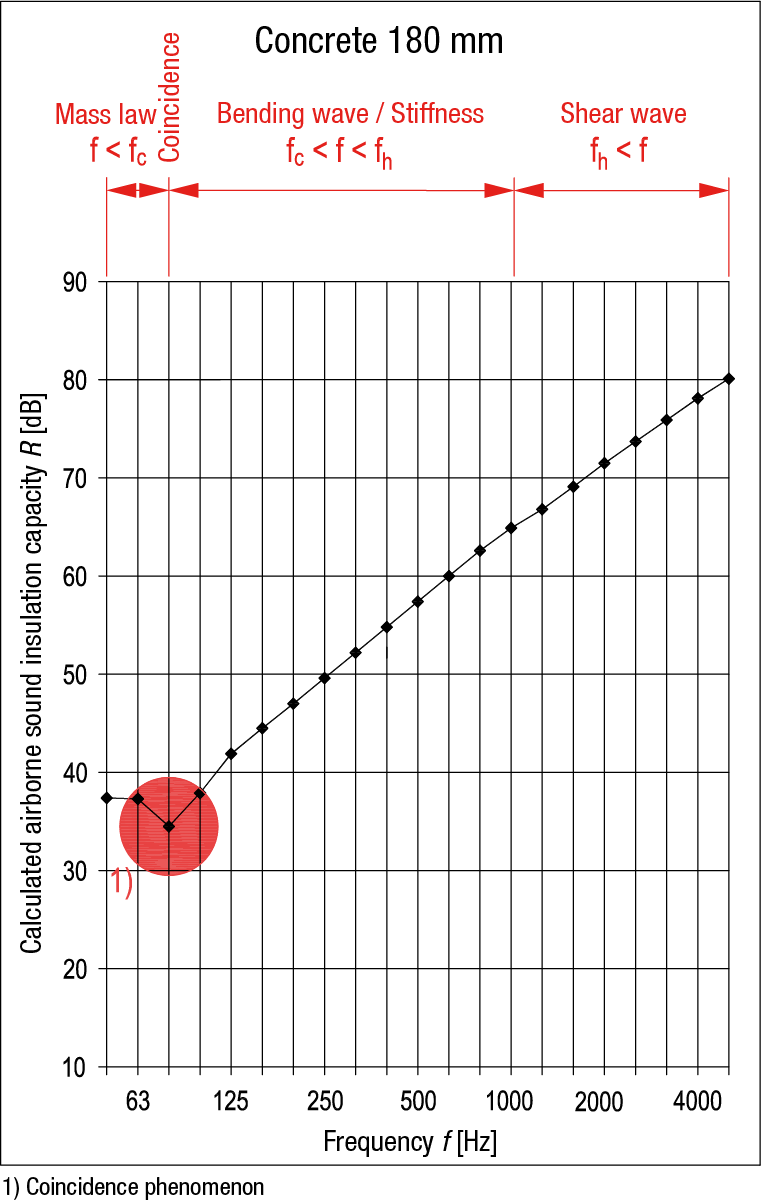 Concrete 180 mm
Mass law
f < fc
Coincidence
Bending wave / Stiffness
fc < f < fh
Shear wave
fh < f
Calculated airborne sound insulation capacity R [dB]
90
80
70
60
50
40
30
20
10
1)
63 125 250 500 1000 2000 4000
Frequency f [Hz]
1) Coincidence phenomenon